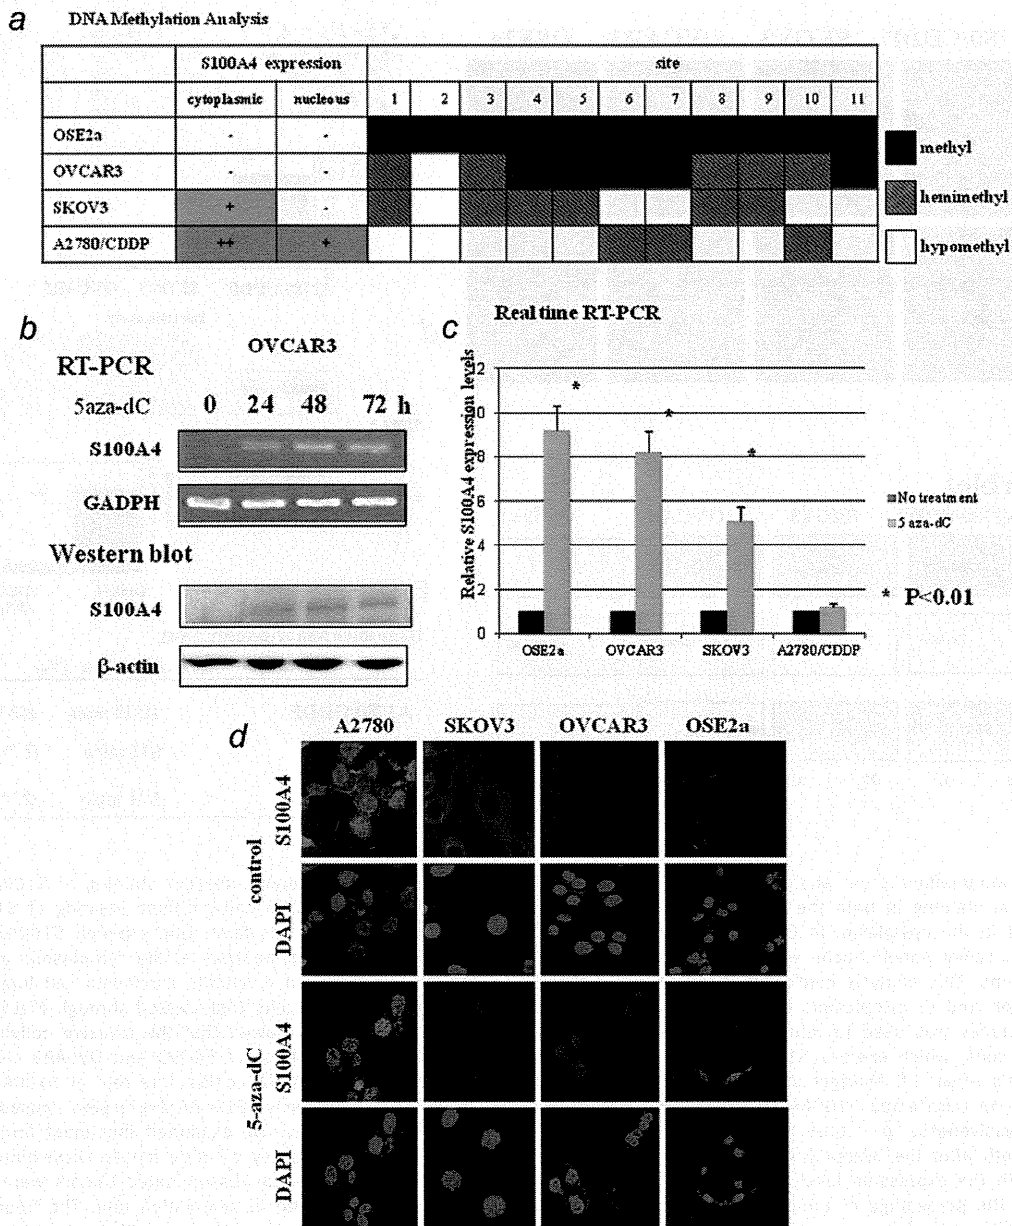 a DNA Methylation Analysis
S100A4 expression site
cytoplasmic nucleous 1 2 3 4 5 6 7 8 9 10 11
OSE2a - -
OVCAR3 - -
SKOV3 + -
A2780/CDDP ++ +
methyl
hemimethyl
hypomethyl
b
OVCAR3
RT-PCR
5aza-dC 0 24 48 72 h
S100A4
GADPH
Western blot
S100A4
β-actin
c
Real time RT-PCR
Relative S100A4 expression levels
12
10
8
6
4
2
0
*
*
*
OSE2a OVCAR3 SKOV3 A2780/CDDP
No treatment
5 aza-dC
* P<0.01
d
A2780 SKOV3 OVCAR3 OSE2a
control
S100A4
DAPI
5-aza-dC
S100A4
DAPI